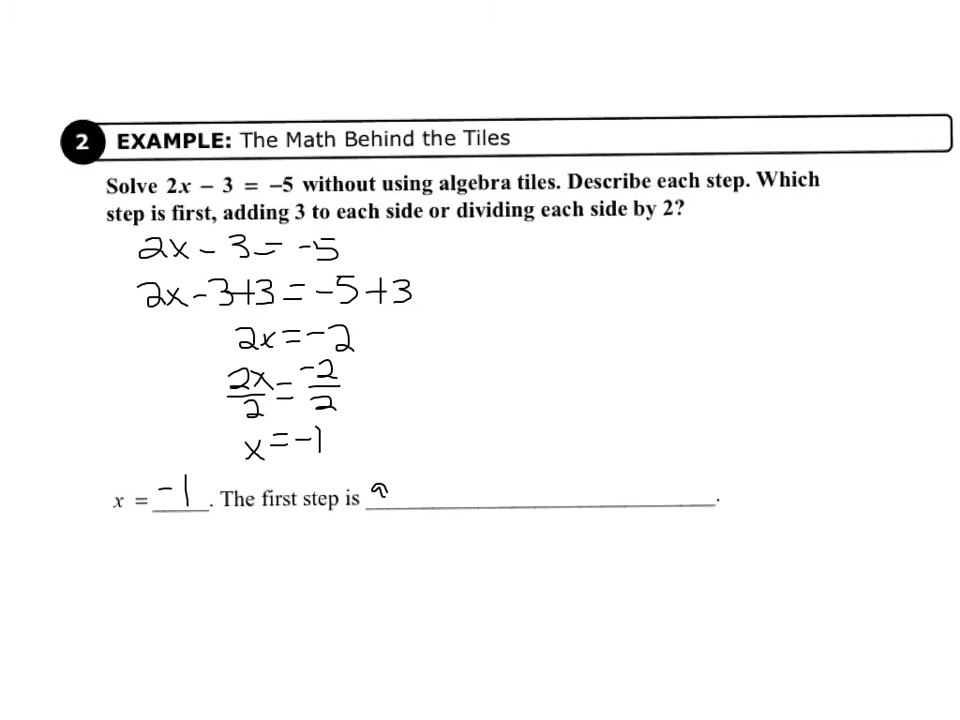 2 EXAMPLE: The Math Behind the Tiles
Solve 2x − 3 = −5 without using algebra tiles. Describe each step. Which
step is first, adding 3 to each side or dividing each side by 2?
2x - 3 = -5
2x - 3 + 3 = -5 + 3
2x = -2
2x/2 = -2/2
x = -1
x = -1. The first step is a.